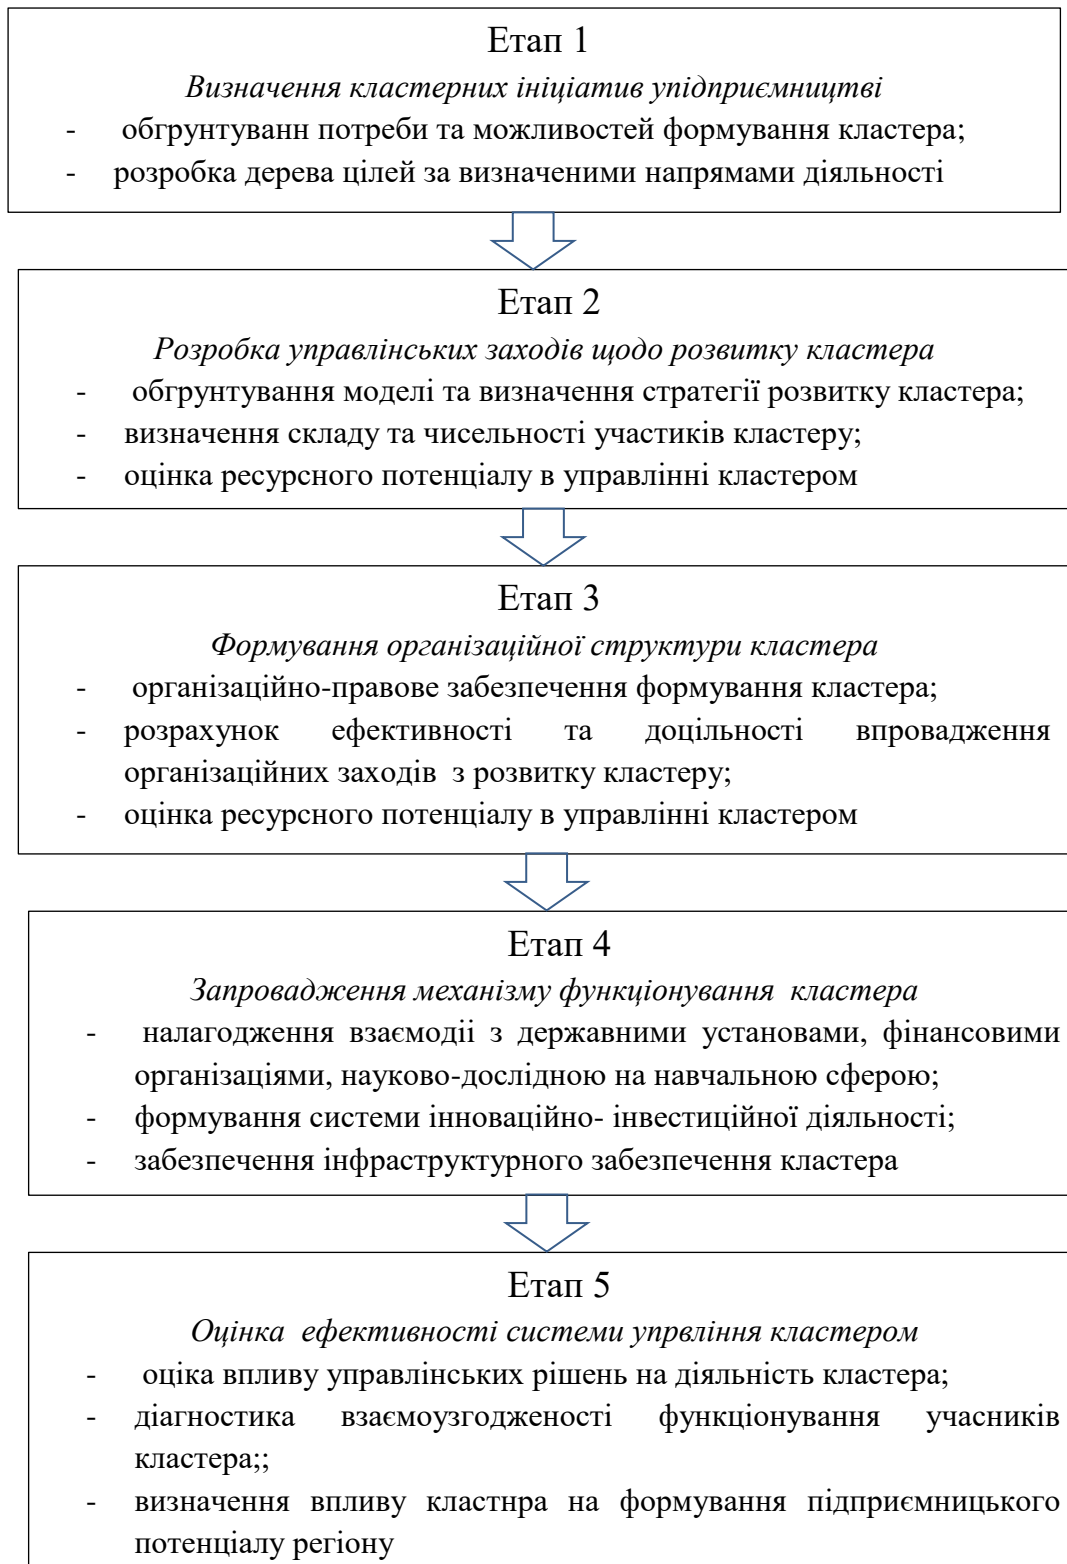 Етап 1
Визначення кластерних ініціатив упідприємництві
- обгрунтуванн потреби та можливостей формування кластера;
- розробка дерева цілей за визначеними напрямами діяльності
Етап 2
Розробка управлінських заходів щодо розвитку кластера
- обгрунтування моделі та визначення стратегії розвитку кластера;
- визначення складу та чисельності участиків кластеру;
- оцінка ресурсного потенціалу в управлінні кластером
Етап 3
Формування організаційної структури кластера
- організаційно-правове забезпечення формування кластера;
- розрахунок ефективності та доцільності впровадження
організаційних заходів з розвитку кластеру;
- оцінка ресурсного потенціалу в управлінні кластером
Етап 4
Запровадження механізму функціонування кластера
- налагодження взаємодіі з державними установами, фінансовими
організаціями, науково-дослідною на навчальною сферою;
- формування системи інноваційно- інвестиційної діяльності;
- забезпечення інфраструктурного забезпечення кластера
Етап 5
Оцінка ефективності системи упрвління кластером
- оціка впливу управлінських рішень на діяльність кластера;
- діагностика взаємоузгодженості функціонування учасників
кластера;;
- визначення впливу кластнра на формування підприємницького
потенціалу регіону